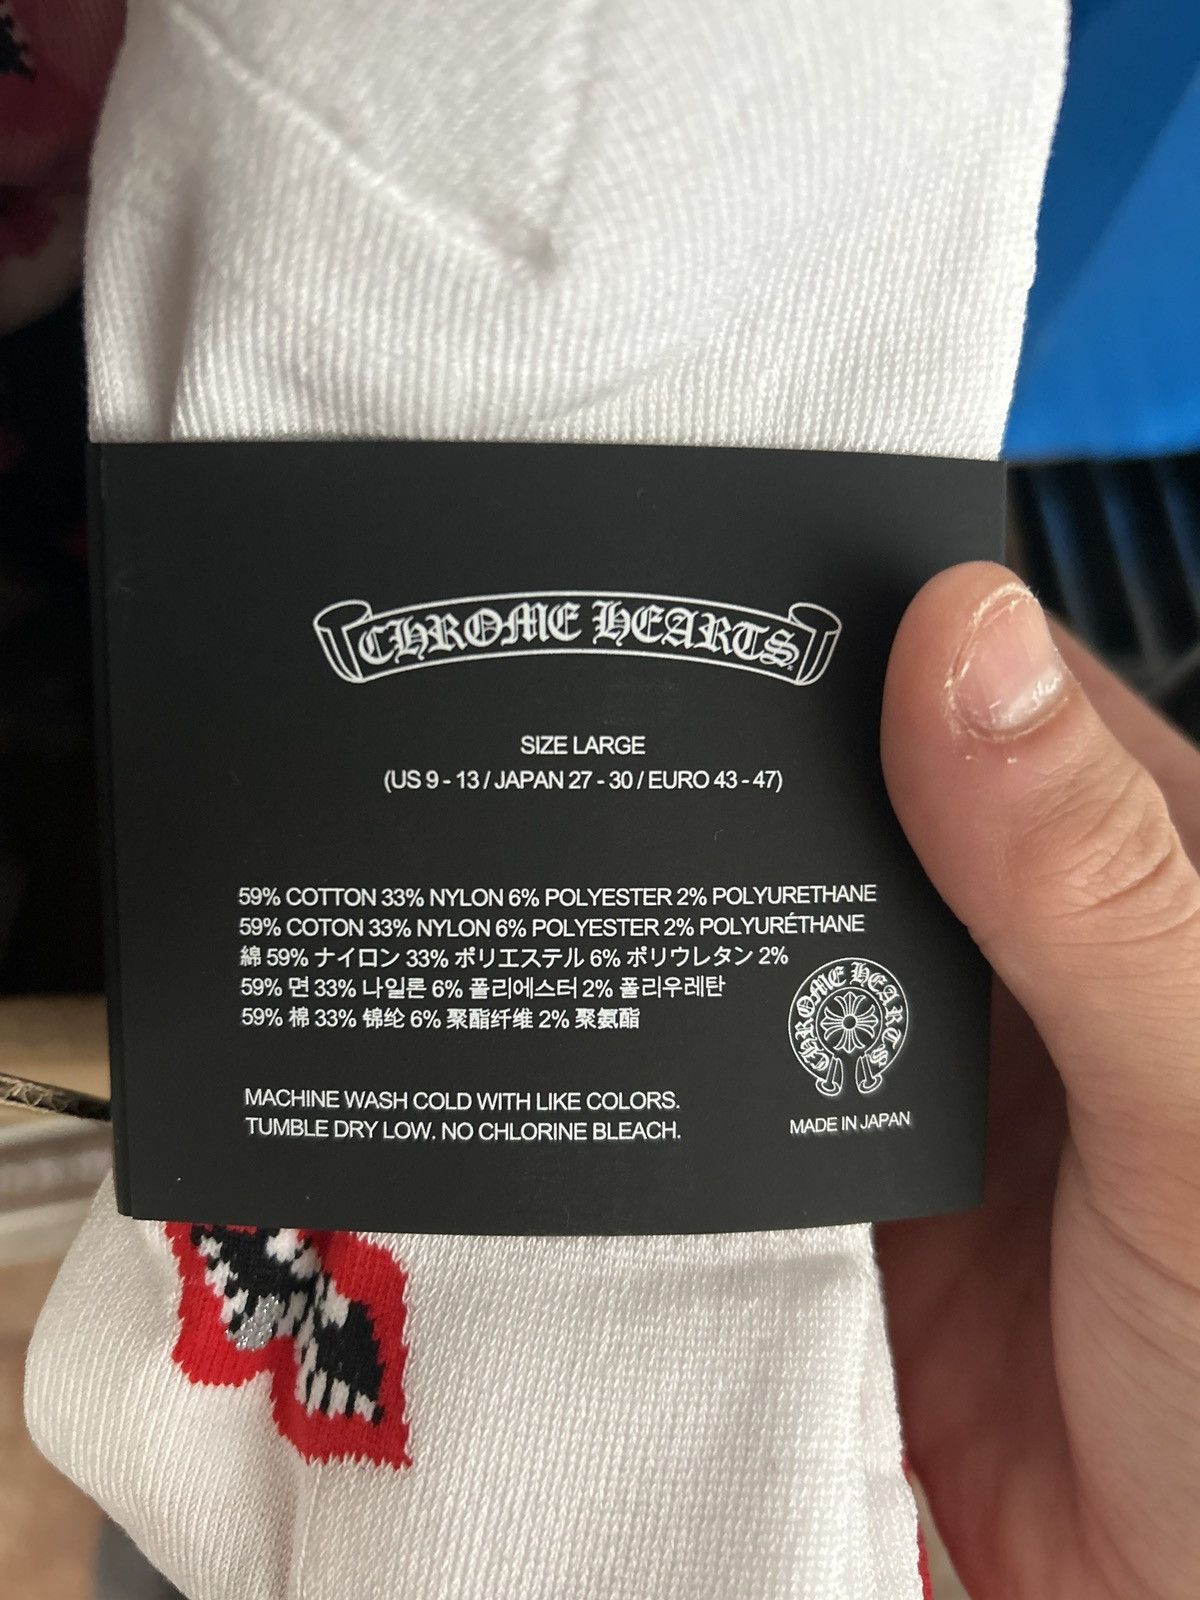 CHROME HEARTS
SIZE LARGE
(US 9 - 13 / JAPAN 27 - 30 / EURO 43 - 47)
59% COTTON 33% NYLON 6% POLYESTER 2% POLYURETHANE
59% COTON 33% NYLON 6% POLYESTER 2% POLYURÉTHANE
綿 59% ナイロン 33% ポリエステル 6% ポリウレタン 2%
59% 면 33% 나일론 6% 폴리에스터 2% 폴리우레탄
59% 棉 33% 锦纶 6% 聚酯纤维 2% 聚氨酯
CHROME HEARTS
MACHINE WASH COLD WITH LIKE COLORS.
TUMBLE DRY LOW. NO CHLORINE BLEACH.
MADE IN JAPAN